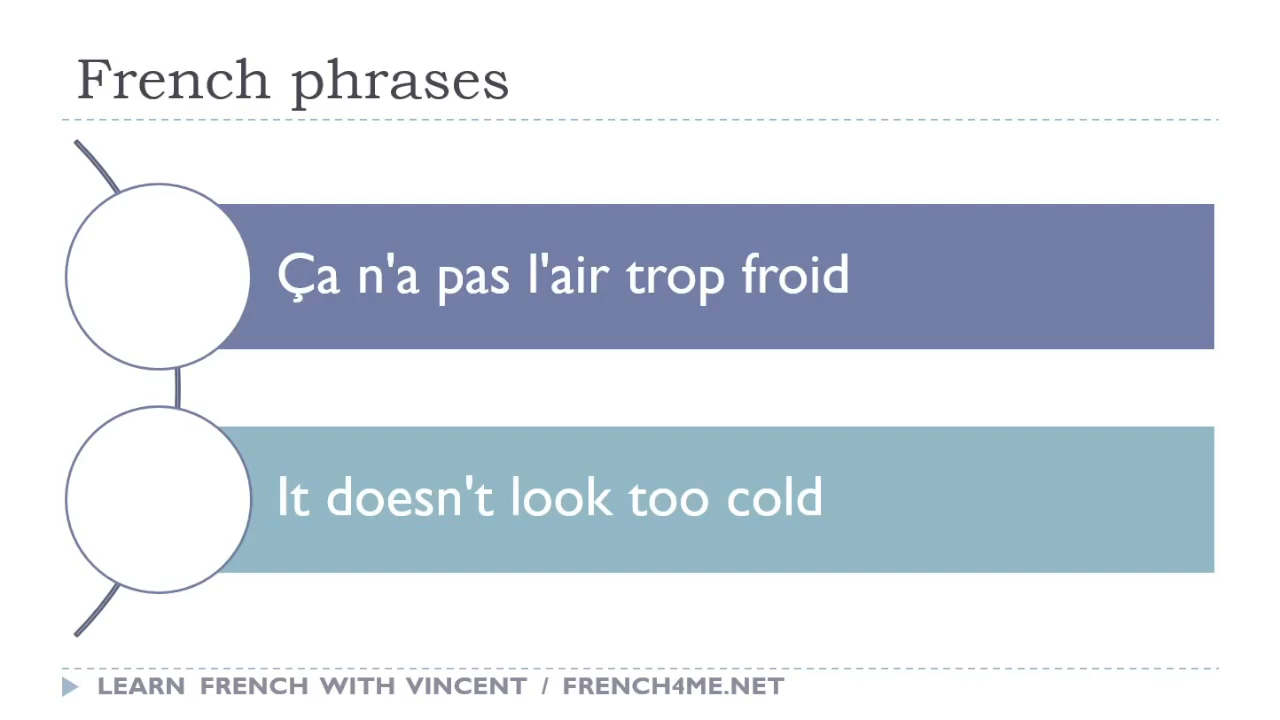 French phrases
Ça n'a pas l'air trop froid
It doesn't look too cold
LEARN FRENCH WITH VINCENT / FRENCH4ME.NET